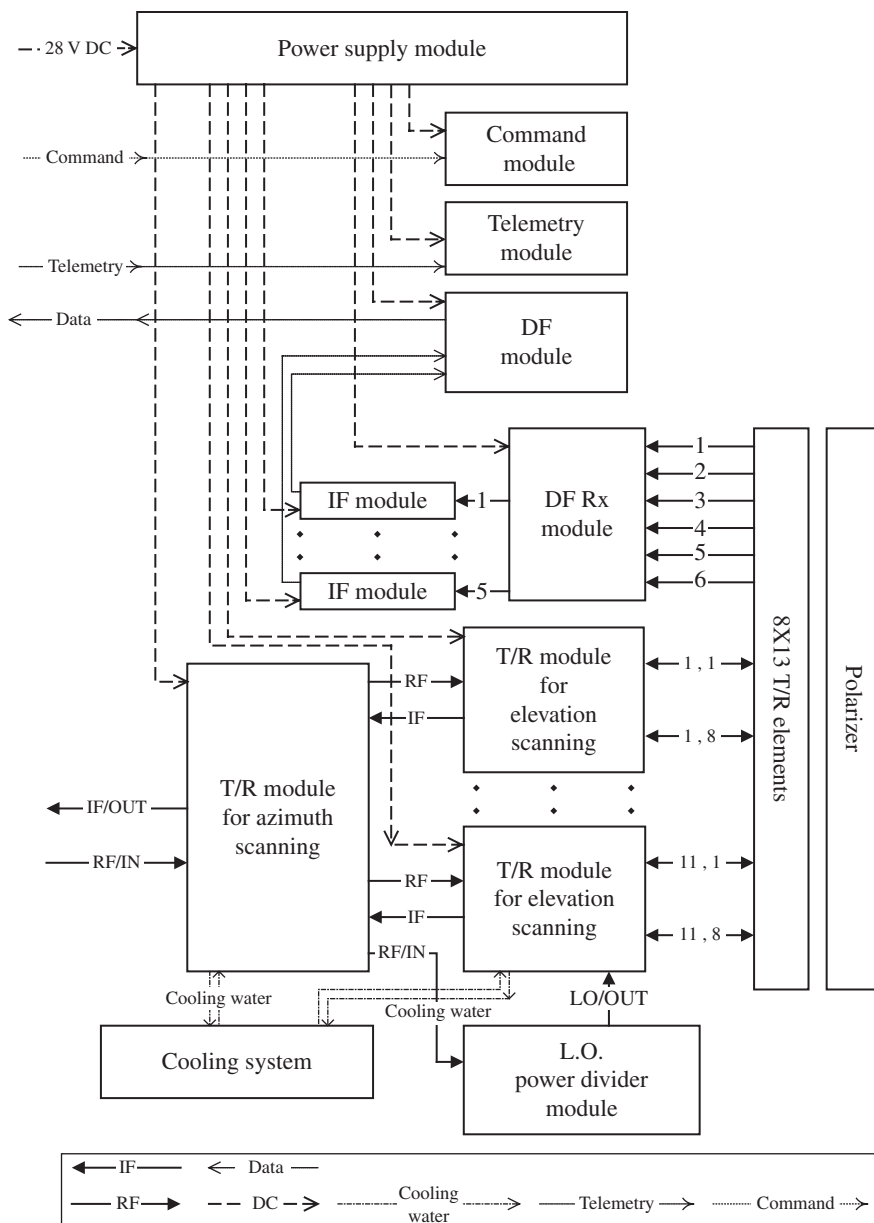 28 V DC
Power supply module
Command
Command
module
Telemetry
module
Telemetry
Data
DF
module
1
2
3
4
5
6
DF Rx
module
IF module
1
IF module
5
8X13 T/R elements
Polarizer
T/R module
for
elevation
scanning
1 , 1
1 , 8
RF
IF
T/R module
for azimuth
scanning
IF/OUT
RF/IN
T/R module
for elevation
scanning
11 , 1
11 , 8
RF
IF
RF/IN
Cooling water
Cooling water
LO/OUT
Cooling system
L.O.
power divider
module
IF
Data
RF
DC
Cooling
water
Telemetry
Command